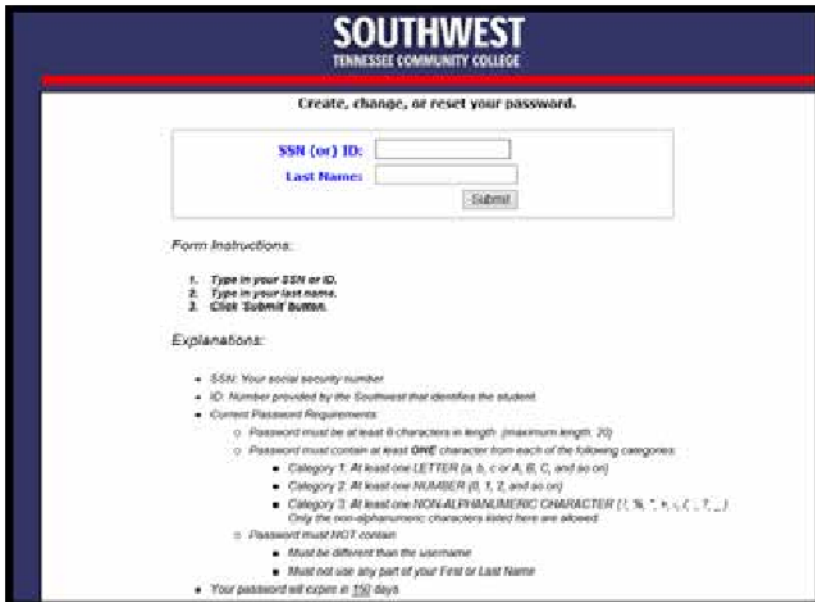 SOUTHWEST
TENNESSEE COMMUNITY COLLEGE
Create, change, or reset your password.
SSN (or) ID:
Last Name:
Submit
Form Instructions:
1. Type in your SSN or ID.
2. Type in your last name.
3. Click 'Submit' button.
Explanations:
• SSN: Your social security number
• ID: Number provided by the Southwest that identifies the student
• Current Password Requirements:
○ Password must be at least characters in length (maximum length: 20)
○ Password must contain at least ONE character from each of the following categories:
▪ Category 1: At least one LETTER (a, b, c or A, B, C, and so on)
▪ Category 2: At least one NUMBER (0, 1, 2, and so on)
▪ Category 3: At least one NON-ALPHANUMERIC CHARACTER
Only the non-alphanumeric characters listed here are allowed.
○ Password must NOT contain
▪ Must be different than the username
▪ Must not use any part of your First or Last Name
• Your password will expire in 150 days